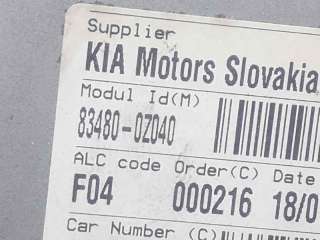 Supplier
KIA Motors Slovakia
Modul Id(M)
83480-0Z040
ALC code Order(C) Date
F04 000216 18/0
Car Number (C)